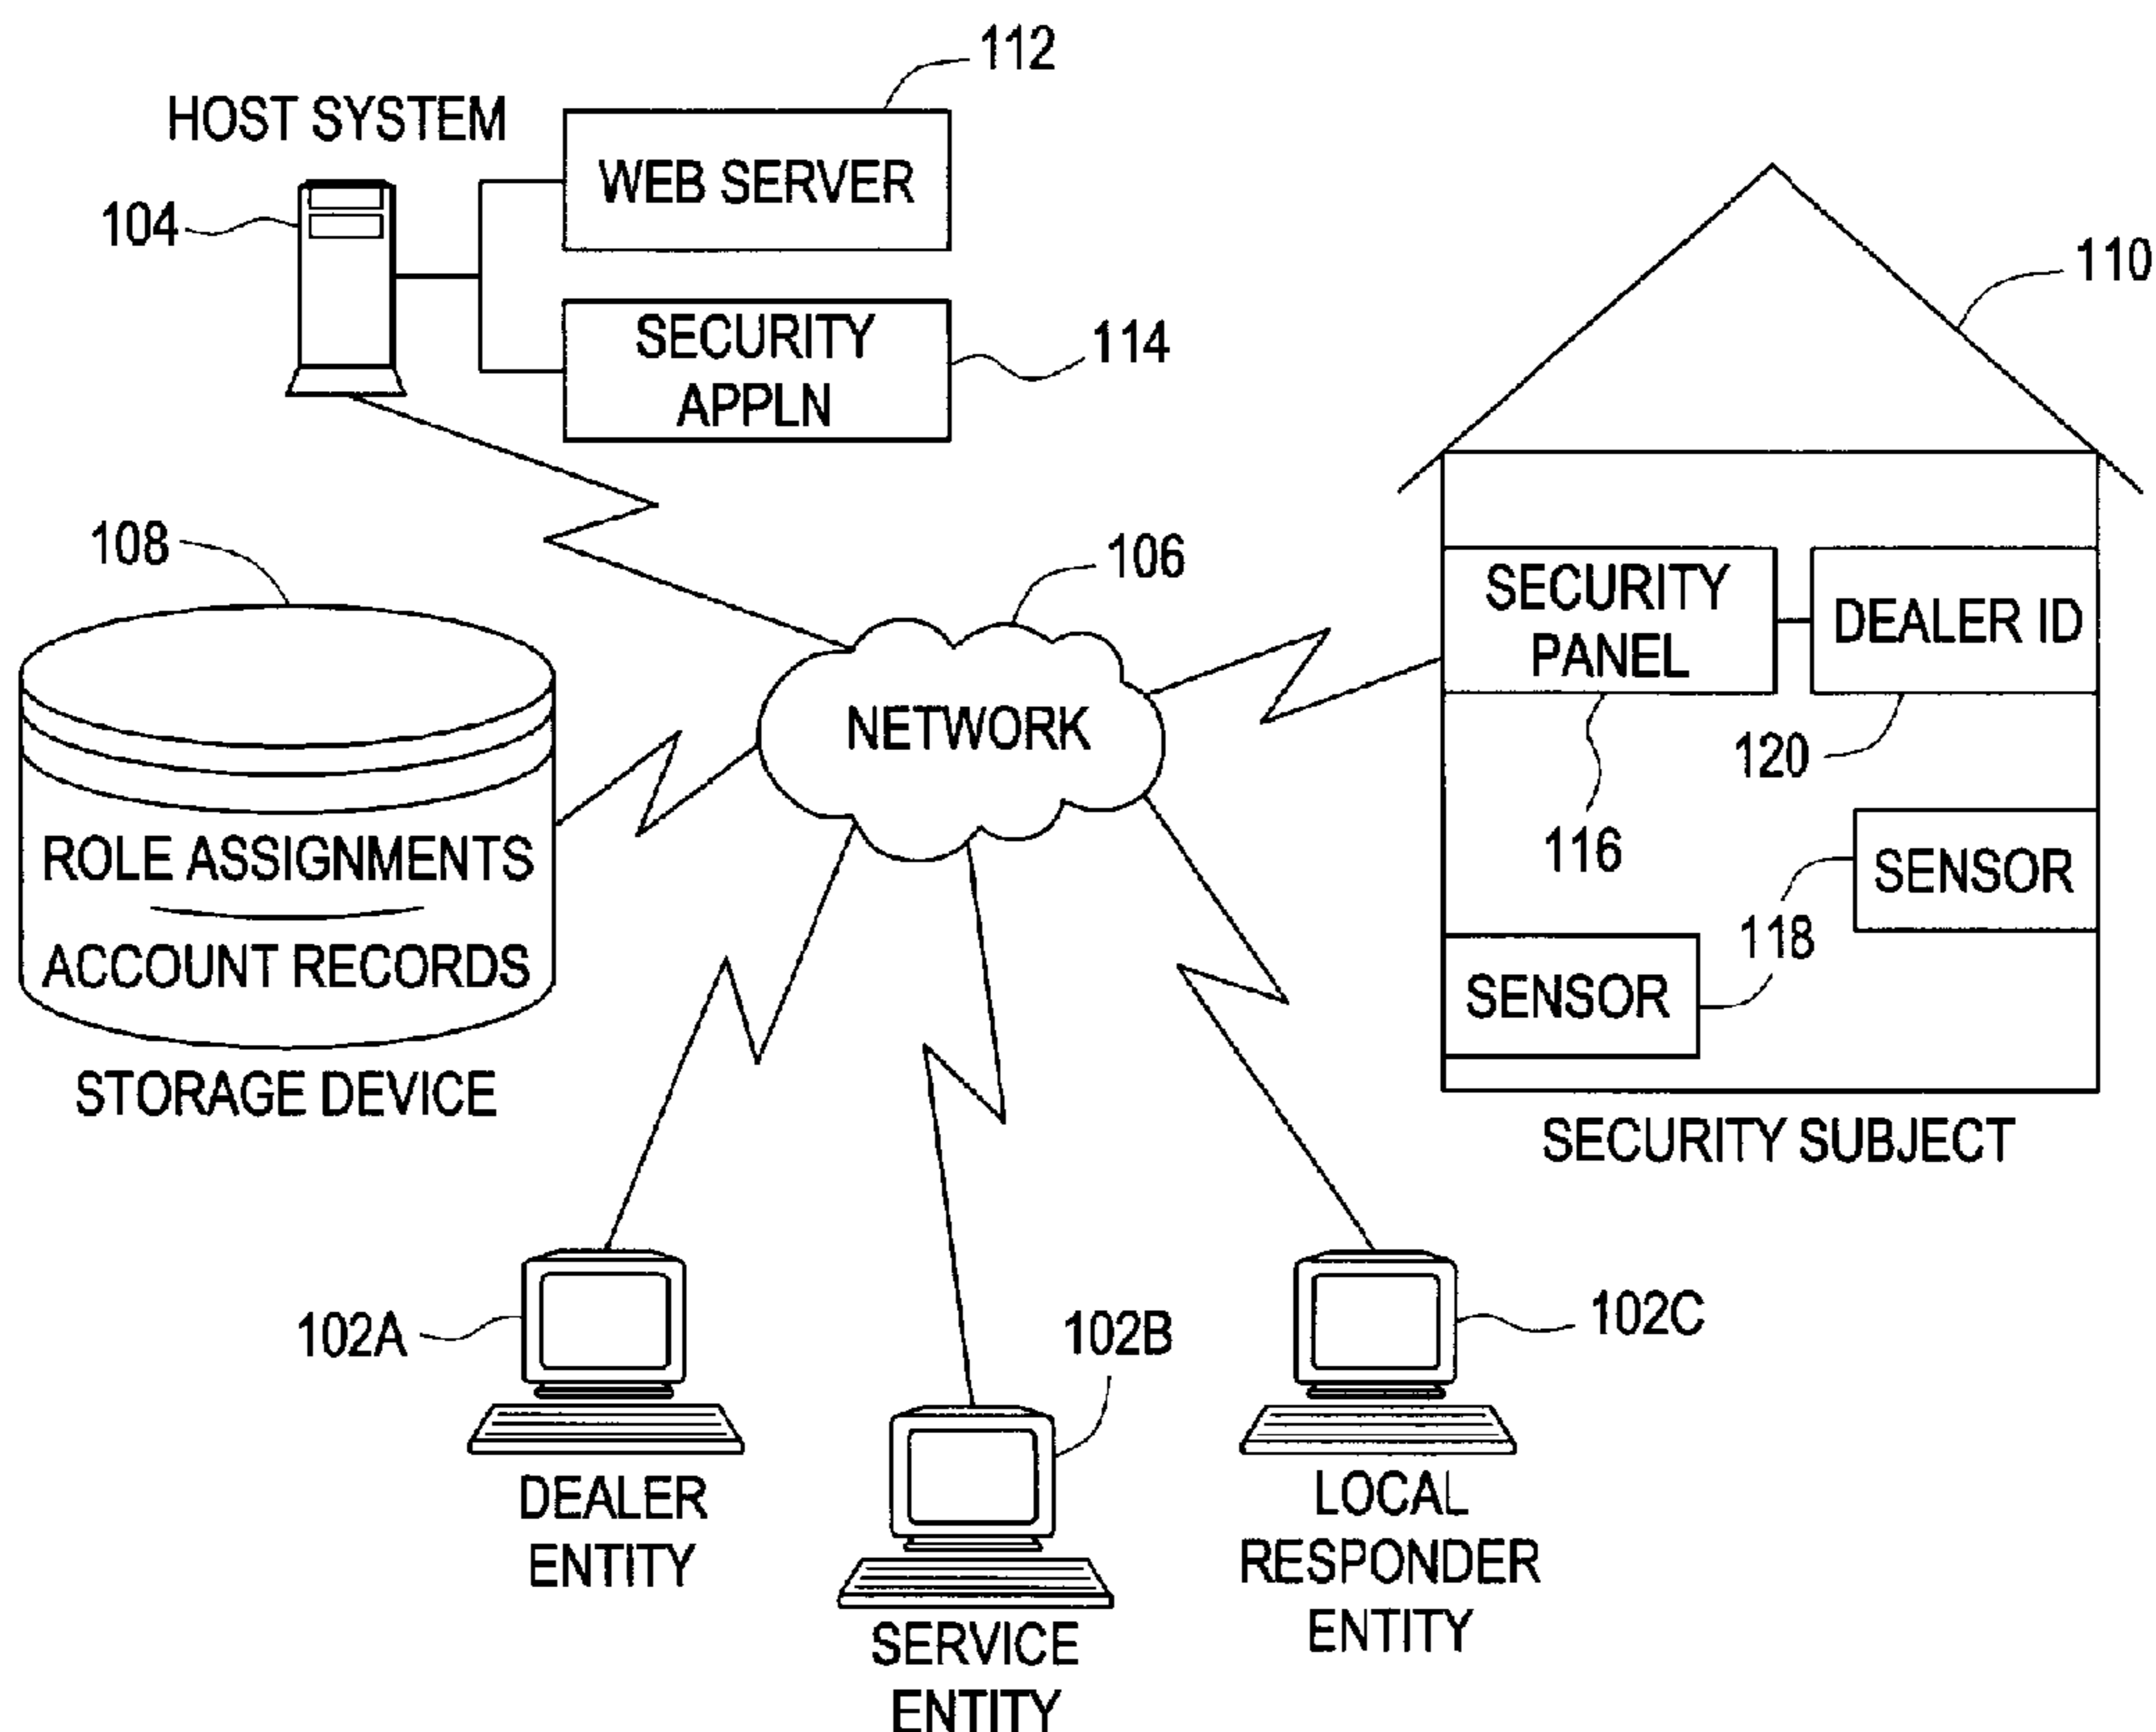 112
HOST SYSTEM
WEB SERVER
104
110
SECURITY
APPLN
114
108
106
SECURITY
PANEL
DEALER ID
NETWORK
120
116
ROLE ASSIGNMENTS
SENSOR
118
ACCOUNT RECORDS
SENSOR
STORAGE DEVICE
SECURITY SUBJECT
102A
102B
102C
DEALER
ENTITY
SERVICE
ENTITY
LOCAL
RESPONDER
ENTITY